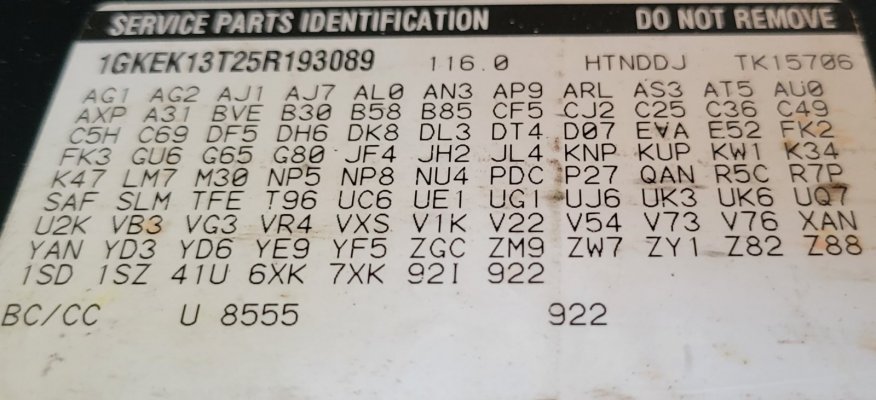 SERVICE PARTS IDENTIFICATION DO NOT REMOVE
1GKEK13T25R193089 116.0 HTNDDJ TK15706
AG1 AG2 AJ1 AJ7 AL0 AN3 AP9 ARL AS3 AT5 AU0
AXP A31 BVE B30 B58 B85 CF5 CJ2 C25 C36 C49
C5H C69 DF5 DH6 DK8 DL3 DT4 D07 EVA E52 FK2
FK3 GU6 G65 G80 JF4 JH2 JL4 KNP KUP KW1 K34
K47 LM7 M30 NP5 NP8 NU4 PDC P27 QAN R5C R7P
SAF SLM TFE T96 UC6 UE1 UG1 UJ6 UK3 UK6 UQ7
U2K VB3 VG3 VR4 VXS V1K V22 V54 V73 V76 XAN
YAN YD3 YD6 YE9 YF5 ZGC ZM9 ZW7 ZY1 Z82 Z88
1SD 1SZ 41U 6XK 7XK 92I 922
BC/CC U 8555 922